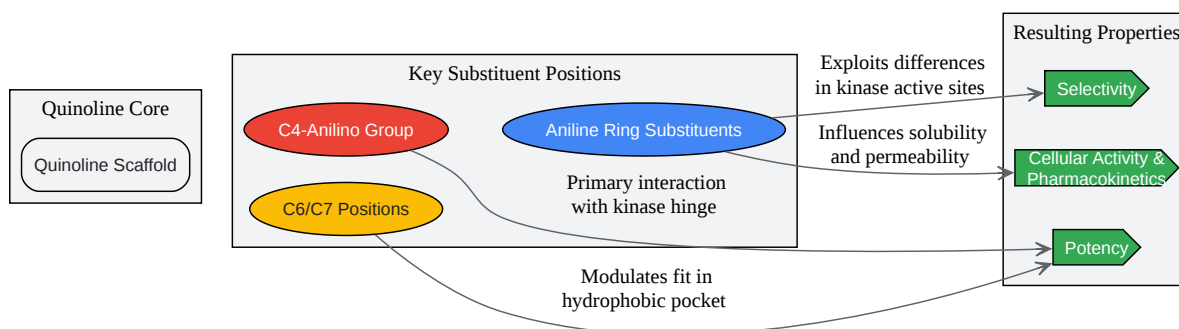 Quinoline Core
Quinoline Scaffold
Key Substituent Positions
C4-Anilino Group
Aniline Ring Substituents
C6/C7 Positions
Primary interaction
with kinase hinge
Exploits differences
in kinase active sites
Influences solubility
and permeability
Modulates fit in
hydrophobic pocket
Resulting Properties
Selectivity
Cellular Activity &
Pharmacokinetics
Potency